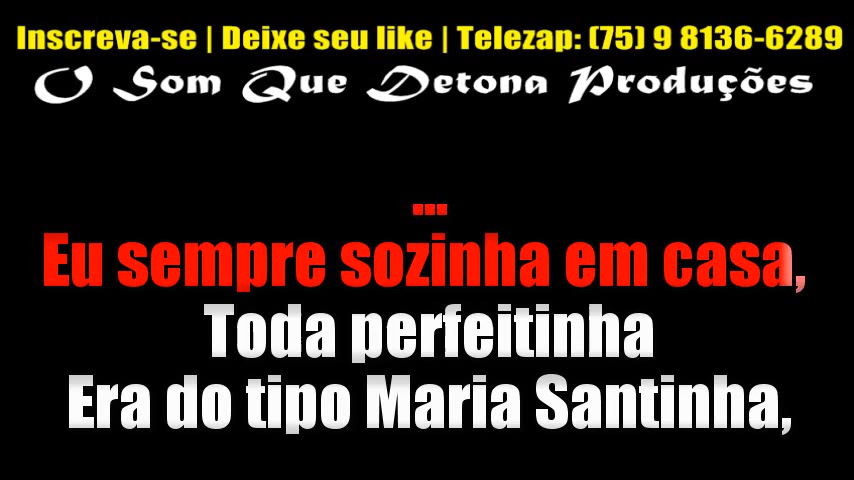 Inscreva-se | Deixe seu like | Telezap: (75) 9 8136-6289
O Som Que Detona Produções
...
Eu sempre sozinha em casa,
Toda perfeitinha
Era do tipo Maria Santinha,